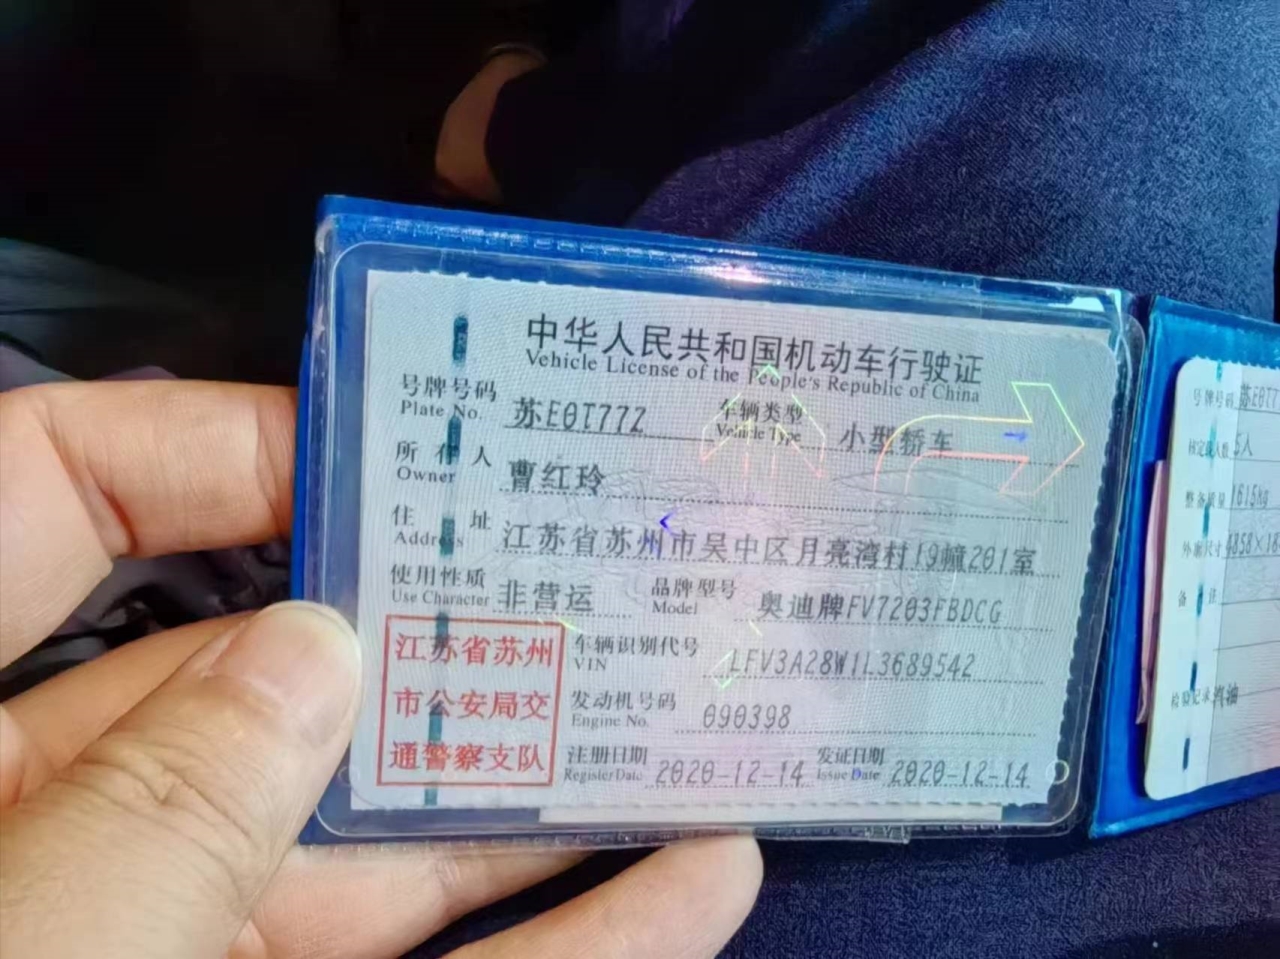 中华人民共和国机动车行驶证
Vehicle License of the People's Republic of China
号牌号码 苏E0T77Z 车辆类型 小型轿车
Plate No. Vehicle Type
所有人 曹红玲
Owner
住址 江苏省苏州市吴中区月亮湾村19幢201室
Address
使用性质 非营运 品牌型号 奥迪牌FV7203FBDCG
Use Character Model
江苏省苏州
市公安局交
通警察支队
车辆识别代号 LFV3A28W1L3689542
VIN
发动机号码 090398
Engine No.
注册日期 2020-12-14 发证日期 2020-12-14
Register Date Issue Date
号牌号码 苏E0T7
核定载人数 5人
整备质量 1615kg
外廓尺寸 4858×18
备注
检验记录 汽油